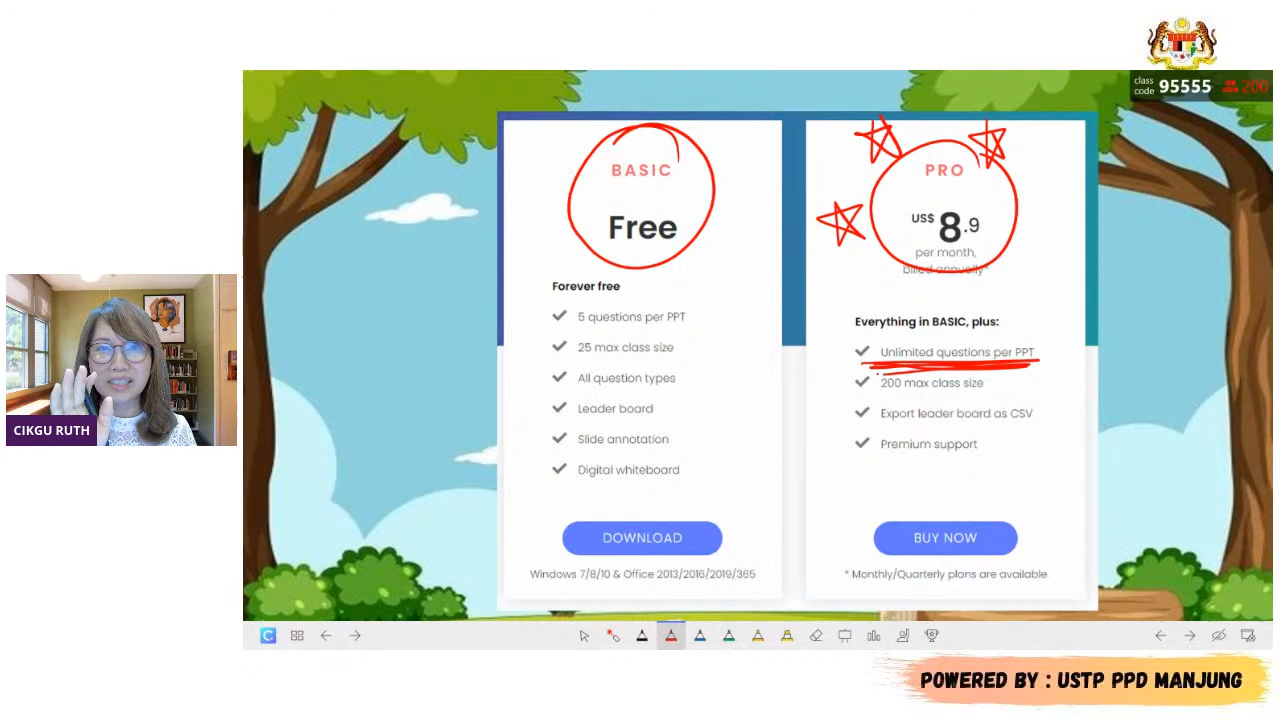 class
code 95555 200
BASIC
Free
Forever free
5 questions per PPT
25 max class size
All question types
Leader board
Slide annotation
Digital whiteboard
DOWNLOAD
Windows 7/8/10 & Office 2013/2016/2019/365
PRO
US$ 8.9
per month,
billed annually*
Everything in BASIC, plus:
Unlimited questions per PPT
200 max class size
Export leader board as CSV
Premium support
BUY NOW
* Monthly/Quarterly plans are available
CIKGU RUTH
C
POWERED BY : USTP PPD MANJUNG